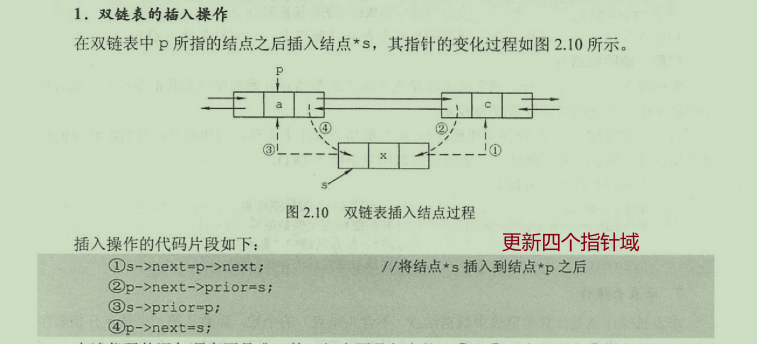 1. 双链表的插入操作
在双链表中 p 所指的结点之后插入结点*s，其指针的变化过程如图 2.10 所示。
p
a
c
④
②
③
①
x
s
图 2.10 双链表插入结点过程
插入操作的代码片段如下：
更新四个指针域
①s->next=p->next; //将结点*s 插入到结点*p 之后
②p->next->prior=s;
③s->prior=p;
④p->next=s;